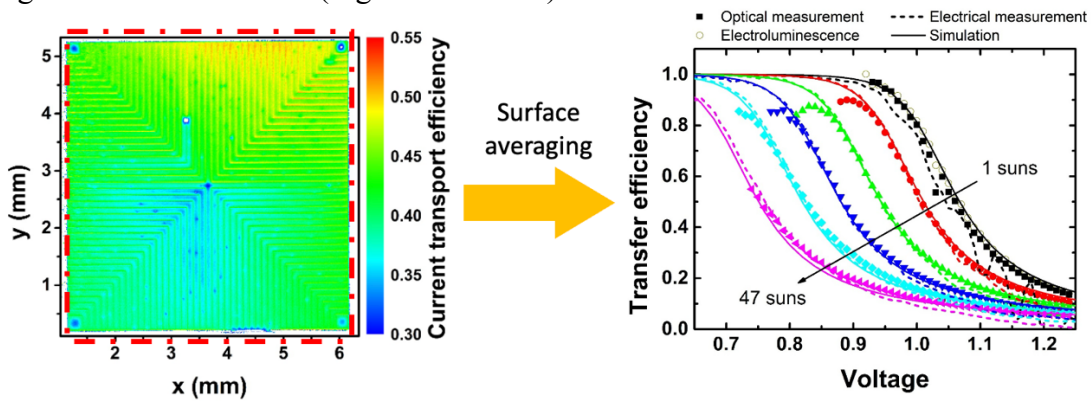 Optical measurement
Electrical measurement
Electroluminescence
Simulation
5
4
3
2
1
y (mm)
2
3
4
5
6
x (mm)
0.55
0.50
0.45
0.40
0.35
0.30
Current transport efficiency
Surface
averaging
1.0
0.8
0.6
0.4
0.2
0.0
Transfer efficiency
1 suns
47 suns
0.7
0.8
0.9
1.0
1.1
1.2
Voltage